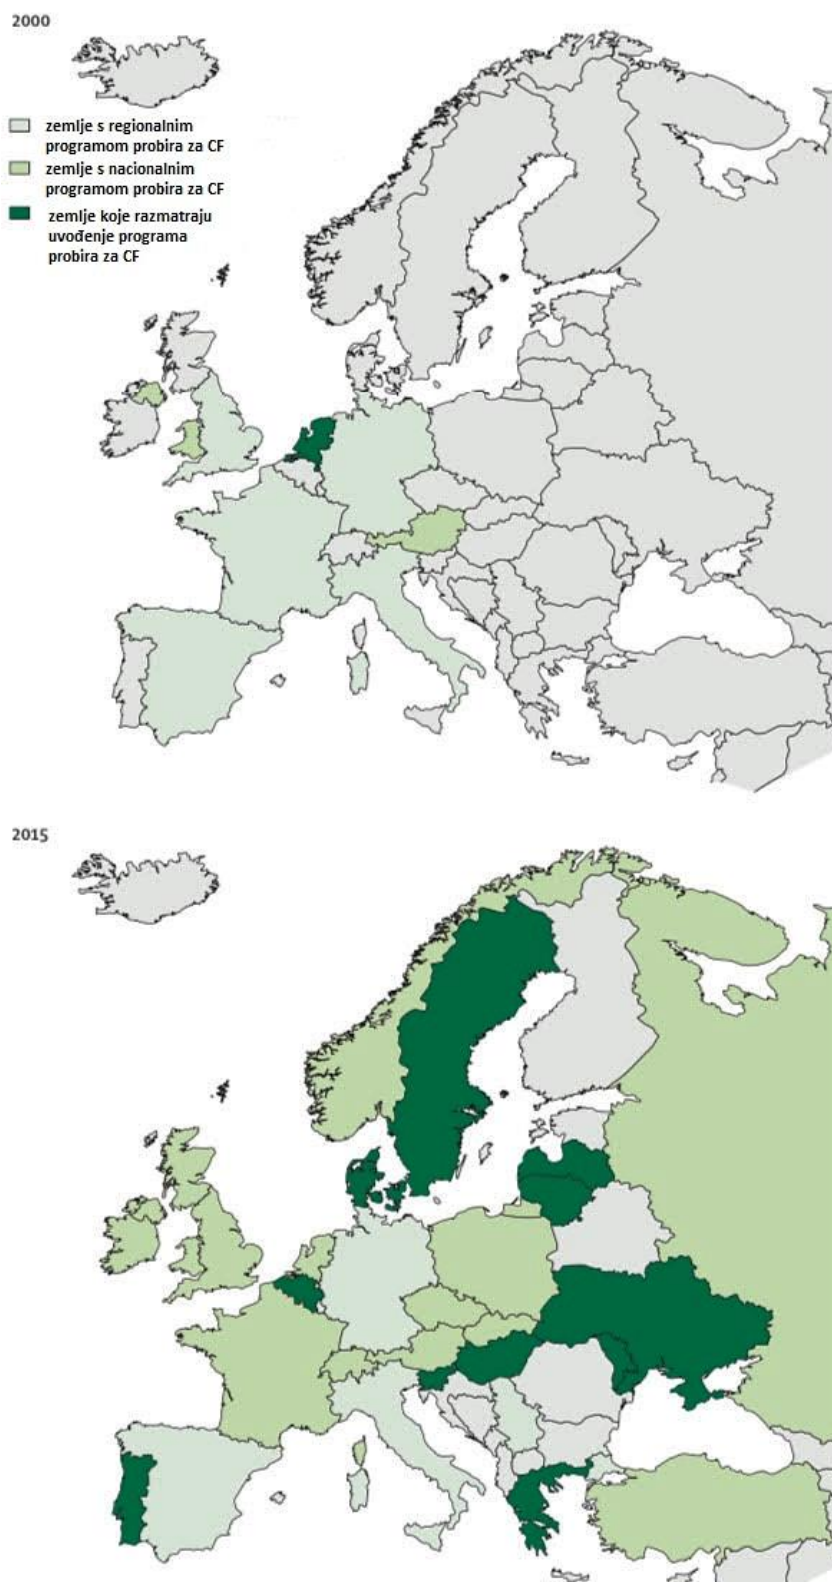 2000
zemlje s regionalnim
programom probira za CF
zemlje s nacionalnim
programom probira za CF
zemlje koje razmatraju
uvođenje programa
probira za CF
2015